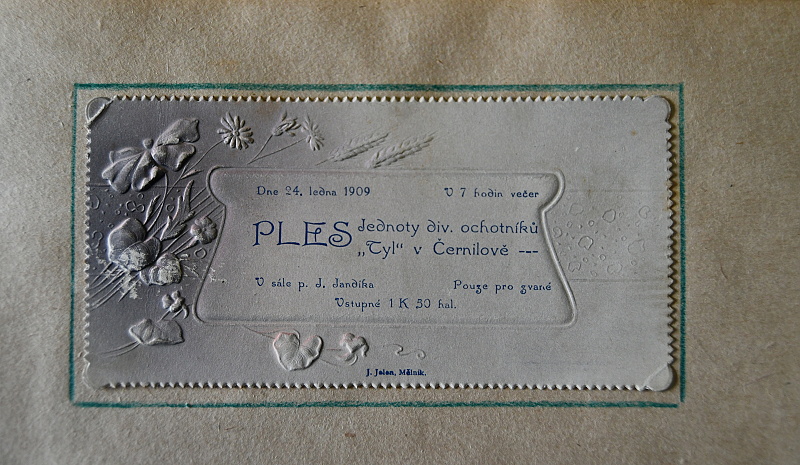 Dne 24. ledna 1909 V 7 hodin večer
PLES Jednoty div. ochotníků
„Tyl“ v Černilově ---
V sále p. J. Jandíka Pouze pro zvané
Vstupné 1 K 50 hal.
J. Jelen, Mělník.